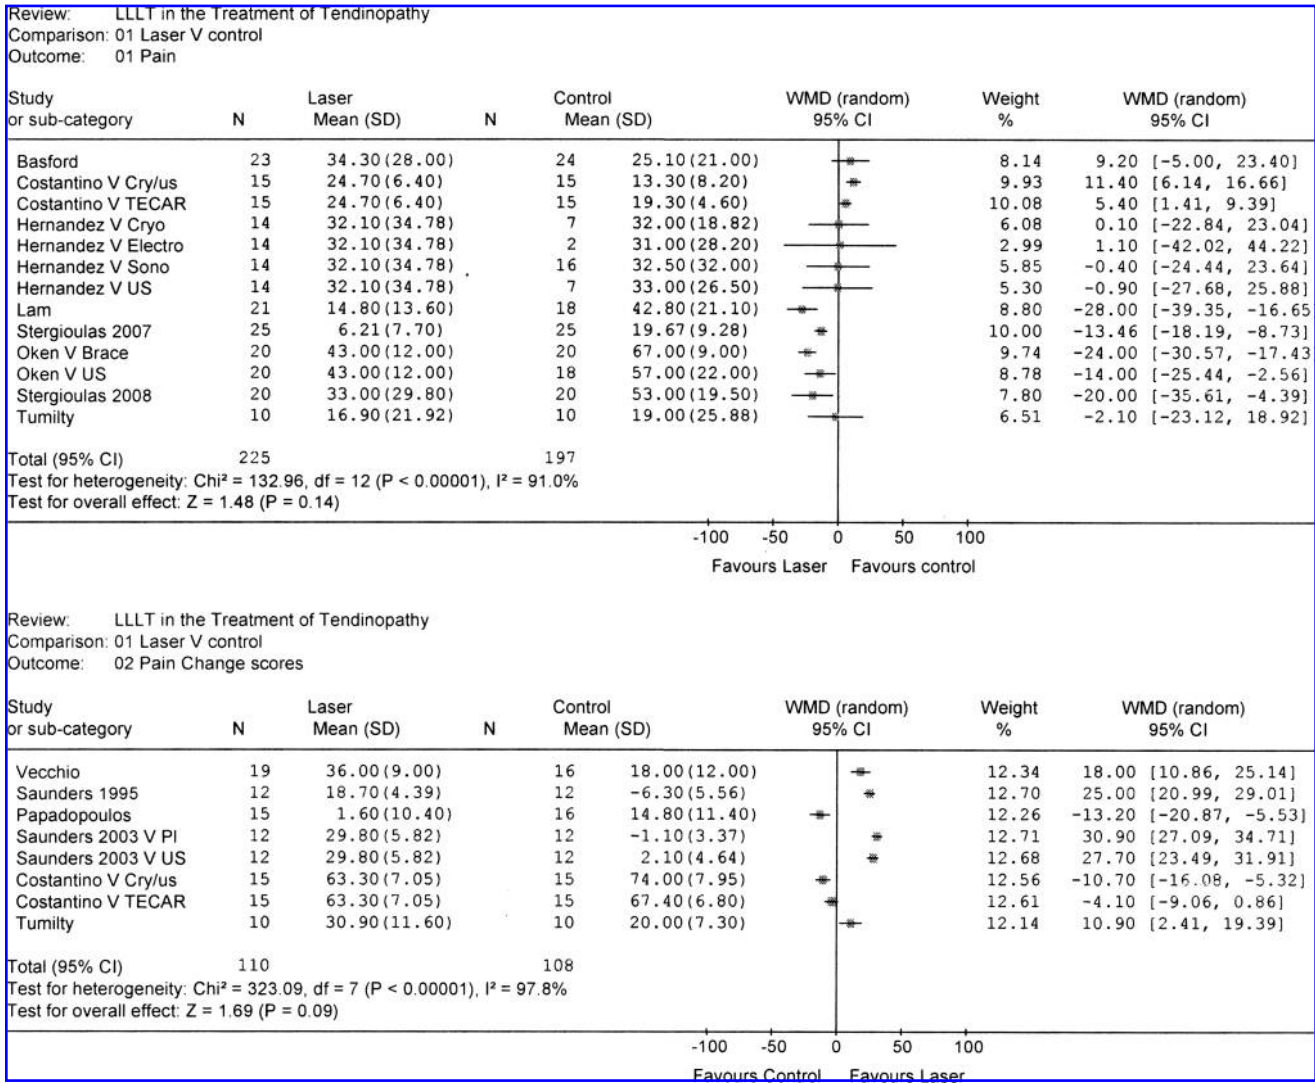 Review: LLLT in the Treatment of Tendinopathy
Comparison: 01 Laser V control
Outcome: 01 Pain
Study Laser Control WMD (random) Weight WMD (random)
or sub-category N Mean (SD) N Mean (SD) 95% CI % 95% CI
Basford 23 34.30(28.00) 24 25.10(21.00) 8.14 9.20 [-5.00, 23.40]
Costantino V Cry/us 15 24.70(6.40) 15 13.30(8.20) 9.93 11.40 [6.14, 16.66]
Costantino V TECAR 15 24.70(6.40) 15 19.30(4.60) 10.08 5.40 [1.41, 9.39]
Hernandez V Cryo 14 32.10(34.78) 7 32.00(18.82) 6.08 0.10 [-22.84, 23.04]
Hernandez V Electro 14 32.10(34.78) 2 31.00(28.20) 2.99 1.10 [-42.02, 44.22]
Hernandez V Sono 14 32.10(34.78) 16 32.50(32.00) 5.85 -0.40 [-24.44, 23.64]
Hernandez V US 14 32.10(34.78) 7 33.00(26.50) 5.30 -0.90 [-27.68, 25.88]
Lam 21 14.80(13.60) 18 42.80(21.10) 8.80 -28.00 [-39.35, -16.65
Stergioulas 2007 25 6.21(7.70) 25 19.67(9.28) 10.00 -13.46 [-18.19, -8.73]
Oken V Brace 20 43.00(12.00) 20 67.00(9.00) 9.74 -24.00 [-30.57, -17.43
Oken V US 20 43.00(12.00) 18 57.00(22.00) 8.78 -14.00 [-25.44, -2.56]
Stergioulas 2008 20 33.00(29.80) 20 53.00(19.50) 7.80 -20.00 [-35.61, -4.39]
Tumilty 10 16.90(21.92) 10 19.00(25.88) 6.51 -2.10 [-23.12, 18.92]
Total (95% CI) 225 197
Test for heterogeneity: Chi² = 132.96, df = 12 (P < 0.00001), I² = 91.0%
Test for overall effect: Z = 1.48 (P = 0.14)
-100 -50 0 50 100
Favours Laser Favours control
Review: LLLT in the Treatment of Tendinopathy
Comparison: 01 Laser V control
Outcome: 02 Pain Change scores
Study Laser Control WMD (random) Weight WMD (random)
or sub-category N Mean (SD) N Mean (SD) 95% CI % 95% CI
Vecchio 19 36.00(9.00) 16 18.00(12.00) 12.34 18.00 [10.86, 25.14]
Saunders 1995 12 18.70(4.39) 12 -6.30(5.56) 12.70 25.00 [20.99, 29.01]
Papadopoulos 15 1.60(10.40) 16 14.80(11.40) 12.26 -13.20 [-20.87, -5.53]
Saunders 2003 V Pl 12 29.80(5.82) 12 -1.10(3.37) 12.71 30.90 [27.09, 34.71]
Saunders 2003 V US 12 29.80(5.82) 12 2.10(4.64) 12.68 27.70 [23.49, 31.91]
Costantino V Cry/us 15 63.30(7.05) 15 74.00(7.95) 12.56 -10.70 [-16.08, -5.32]
Costantino V TECAR 15 63.30(7.05) 15 67.40(6.80) 12.61 -4.10 [-9.06, 0.86]
Tumilty 10 30.90(11.60) 10 20.00(7.30) 12.14 10.90 [2.41, 19.39]
Total (95% CI) 110 108
Test for heterogeneity: Chi² = 323.09, df = 7 (P < 0.00001), I² = 97.8%
Test for overall effect: Z = 1.69 (P = 0.09)
-100 -50 0 50 100
Favours Control Favours Laser